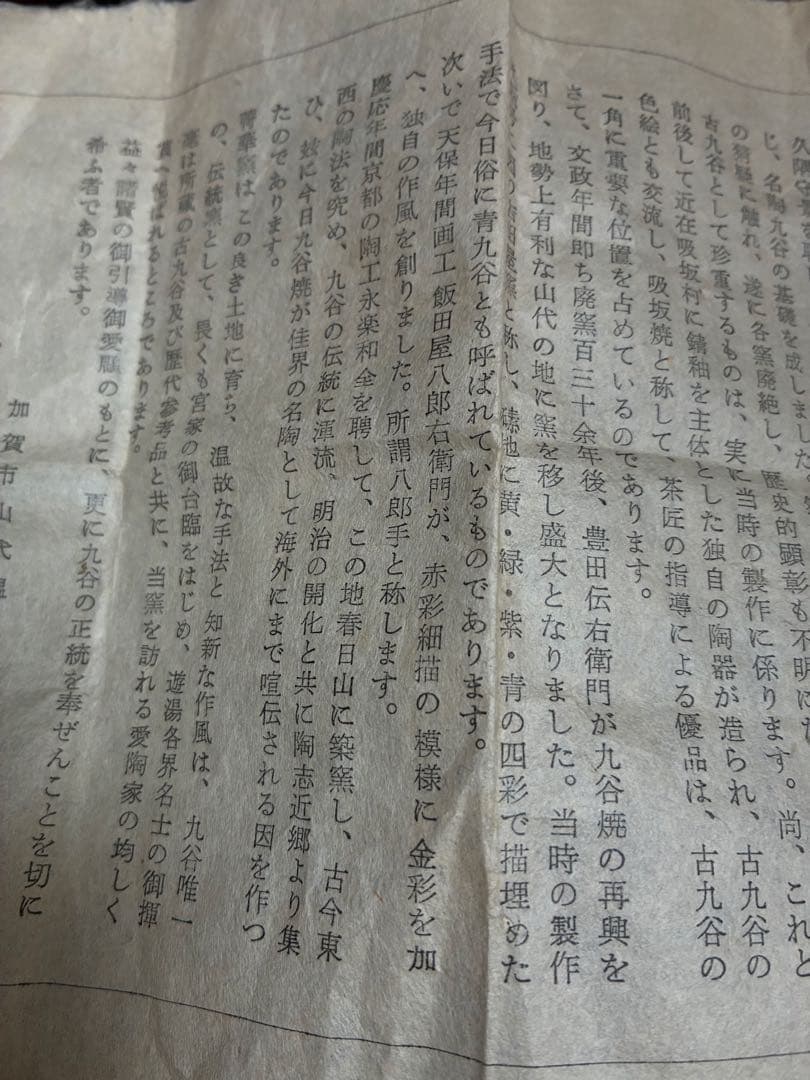 じ、名陶九谷の基礎を成しました
の猜疑に触れ、遂に各窯廃絶し、歴史的顕彰も不明にな
古九谷として珍重するものは、実に当時の製作に係ります。尚、これと
前後して近在吸坂村に錆釉を主体とした独自の陶器が造られ、古九谷の
色絵とも交流し、吸坂焼と称して、茶匠の指導による優品は、古九谷の
一角に重要な位置を占めているのであります。
さて、文政年間即ち廃窯百三十余年後、豊田伝右衛門が九谷焼の再興を
図り、地勢上有利な山代の地に窯を移し盛大となりました。当時の製作
と称し、磁地に黄・緑・紫・青の四彩で描埋めた
手法で今日俗に青九谷とも呼ばれているものであります。
次いで天保年間画工飯田屋八郎右衛門が、赤彩細描の模様に金彩を加
へ、独自の作風を創りました。所謂八郎手と称します。
慶応年間京都の陶工永楽和全を聘して、この地春日山に築窯し、古今東
西の陶法を究め、九谷の伝統に渾流、明治の開化と共に陶志近郷より集
ひ、玆に今日九谷焼が佳界の名陶として海外にまで喧伝される因を作つ
たのであります。
菁華窯は この良き土地に育ち、温故な手法と 知新な作風は、九谷唯一
の、伝統窯として、畏くも宮家の御台臨をはじめ、遊湯各界名士の御揮
毫は所蔵の古九谷及び歴代参考品と共に、当窯を訪れる愛陶家の均しく
ばれるところであります。
益々諸賢の御引導御愛顧のもとに、更に九谷の正統を奉ぜんことを切に
希ふ者であります。
加賀市山代温